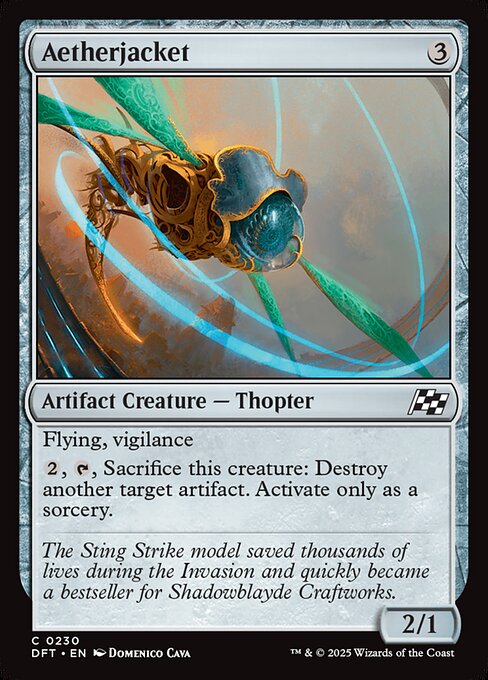 Aetherjacket 3
Artifact Creature — Thopter
Flying, vigilance
2, T, Sacrifice this creature: Destroy
another target artifact. Activate only as a
sorcery.
The Sting Strike model saved thousands of
lives during the Invasion and quickly became
a bestseller for Shadowblayde Craftworks.
2/1
C 0230
DFT • EN Domenico Cava
™ & © 2025 Wizards of the Coast